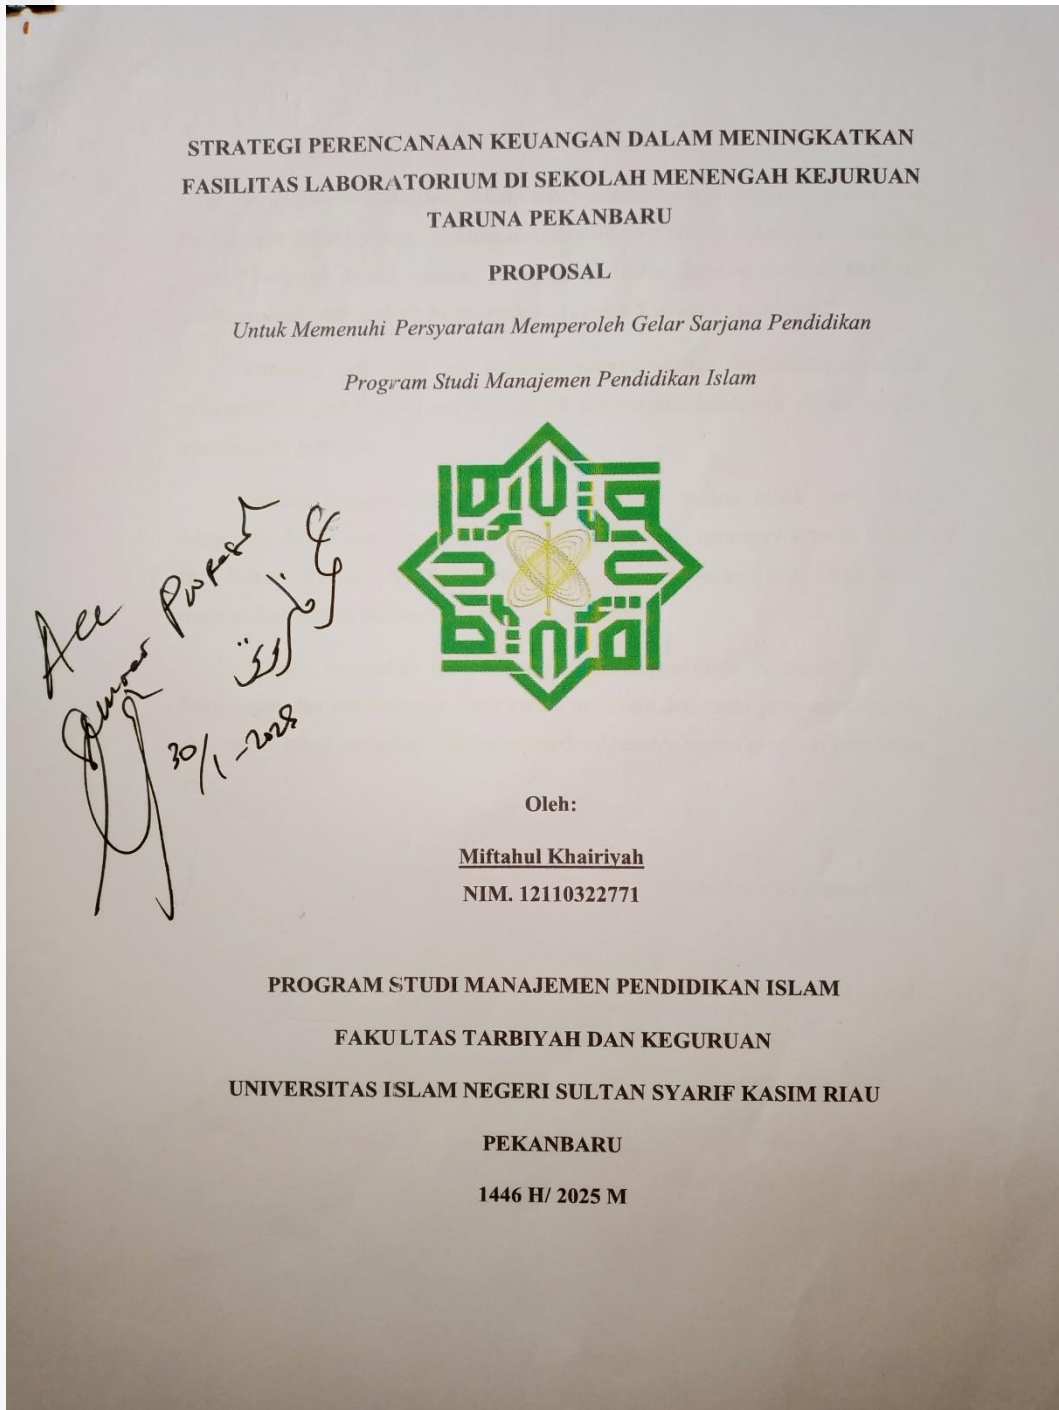 STRATEGI PERENCANAAN KEUANGAN DALAM MENINGKATKAN
FASILITAS LABORATORIUM DI SEKOLAH MENENGAH KEJURUAN
TARUNA PEKANBARU
PROPOSAL
Untuk Memenuhi Persyaratan Memperoleh Gelar Sarjana Pendidikan
Program Studi Manajemen Pendidikan Islam
Acc
Seminar Proposal
30/1-2025
Oleh:
Miftahul Khairiyah
NIM. 12110322771
PROGRAM STUDI MANAJEMEN PENDIDIKAN ISLAM
FAKULTAS TARBIYAH DAN KEGURUAN
UNIVERSITAS ISLAM NEGERI SULTAN SYARIF KASIM RIAU
PEKANBARU
1446 H/ 2025 M